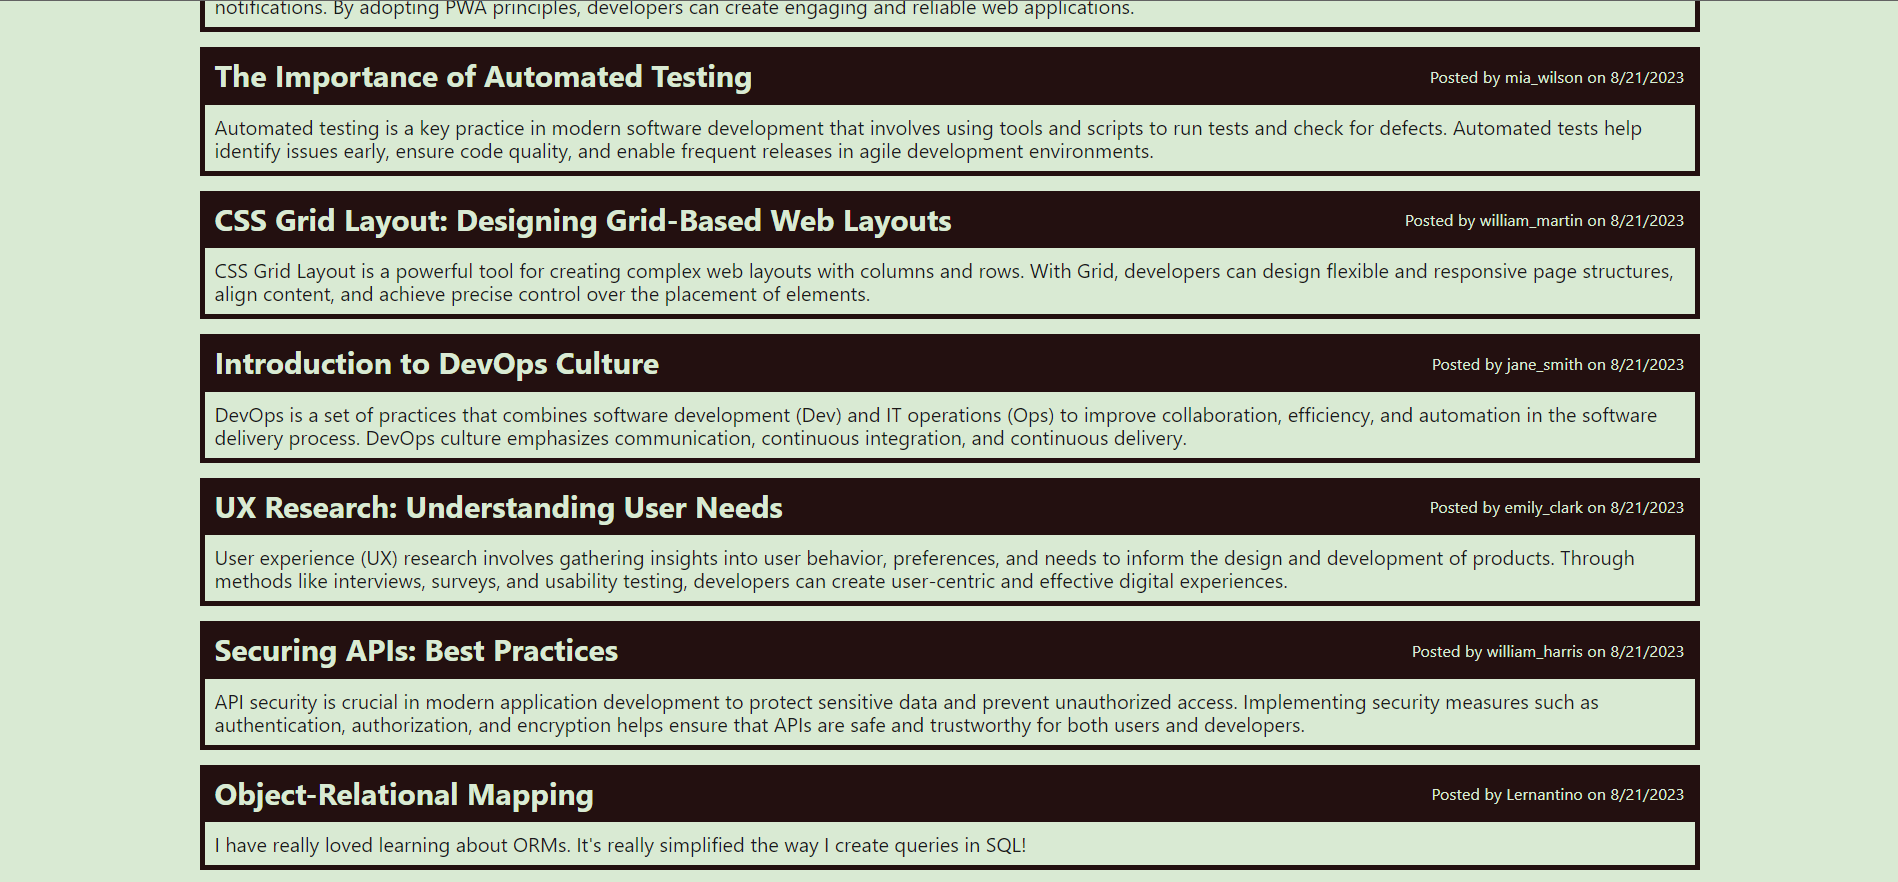 notifications. By adopting PWA principles, developers can create engaging and reliable web applications.
The Importance of Automated Testing
Posted by mia_wilson on 8/21/2023
Automated testing is a key practice in modern software development that involves using tools and scripts to run tests and check for defects. Automated tests help
identify issues early, ensure code quality, and enable frequent releases in agile development environments.
CSS Grid Layout: Designing Grid-Based Web Layouts
Posted by william_martin on 8/21/2023
CSS Grid Layout is a powerful tool for creating complex web layouts with columns and rows. With Grid, developers can design flexible and responsive page structures,
align content, and achieve precise control over the placement of elements.
Introduction to DevOps Culture
Posted by jane_smith on 8/21/2023
DevOps is a set of practices that combines software development (Dev) and IT operations (Ops) to improve collaboration, efficiency, and automation in the software
delivery process. DevOps culture emphasizes communication, continuous integration, and continuous delivery.
UX Research: Understanding User Needs
Posted by emily_clark on 8/21/2023
User experience (UX) research involves gathering insights into user behavior, preferences, and needs to inform the design and development of products. Through
methods like interviews, surveys, and usability testing, developers can create user-centric and effective digital experiences.
Securing APIs: Best Practices
Posted by william_harris on 8/21/2023
API security is crucial in modern application development to protect sensitive data and prevent unauthorized access. Implementing security measures such as
authentication, authorization, and encryption helps ensure that APIs are safe and trustworthy for both users and developers.
Object-Relational Mapping
Posted by Lernantino on 8/21/2023
I have really loved learning about ORMs. It's really simplified the way I create queries in SQL!